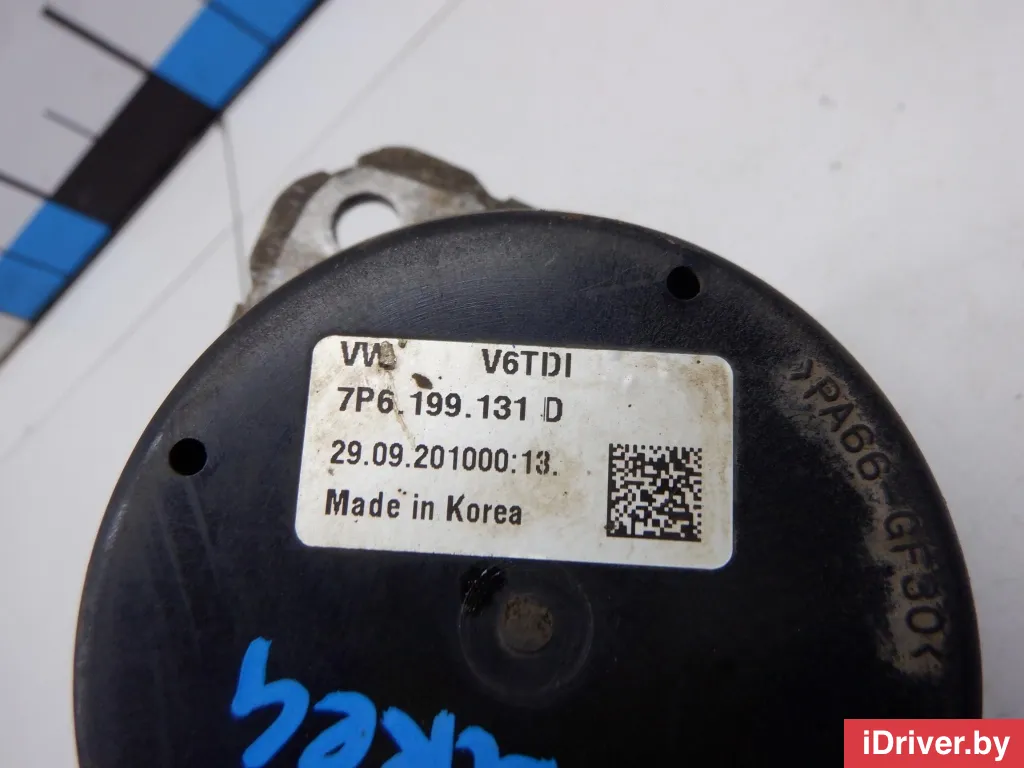 VW V6TDI
7P6.199.131 D
29.09.201000:13.
Made in Korea
>PA66-GF30<
iDriver.by